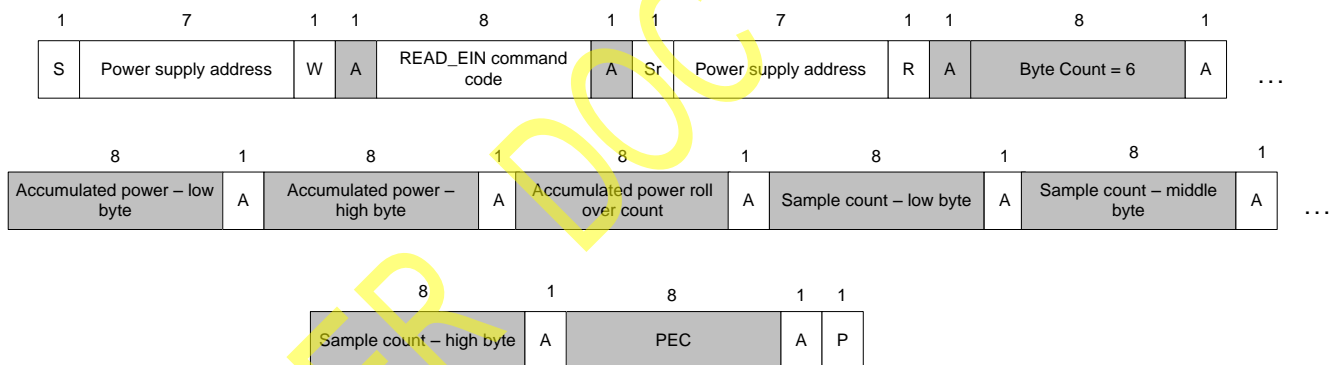 1 7 1 1 8 1 1 7 1 1 8 1
S Power supply address W A READ_EIN command code A Sr Power supply address R A Byte Count = 6 A ...
8 1 8 1 8 1 8 1 8 1
Accumulated power – low byte A Accumulated power – high byte A Accumulated power roll over count A Sample count – low byte A Sample count – middle byte A ...
8 1 8 1 1
Sample count – high byte A PEC A P
ER DOC